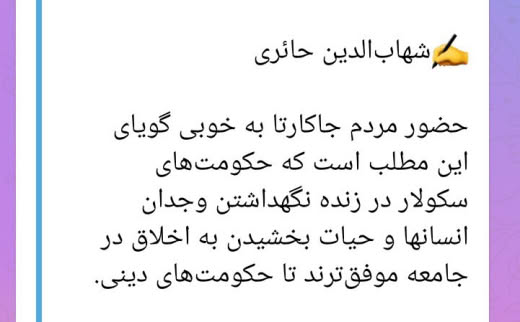 ✍️شهاب‌الدین حائری
حضور مردم جاکارتا به خوبی گویای
این مطلب است که حکومت‌های
سکولار در زنده نگهداشتن وجدان
انسانها و حیات بخشیدن به اخلاق در
جامعه موفق‌ترند تا حکومت‌های دینی.